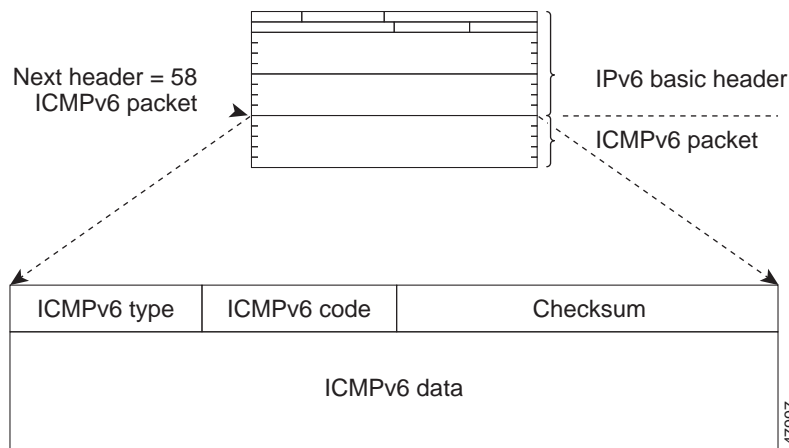 Next header = 58
ICMPv6 packet
IPv6 basic header
ICMPv6 packet
ICMPv6 type
ICMPv6 code
Checksum
ICMPv6 data